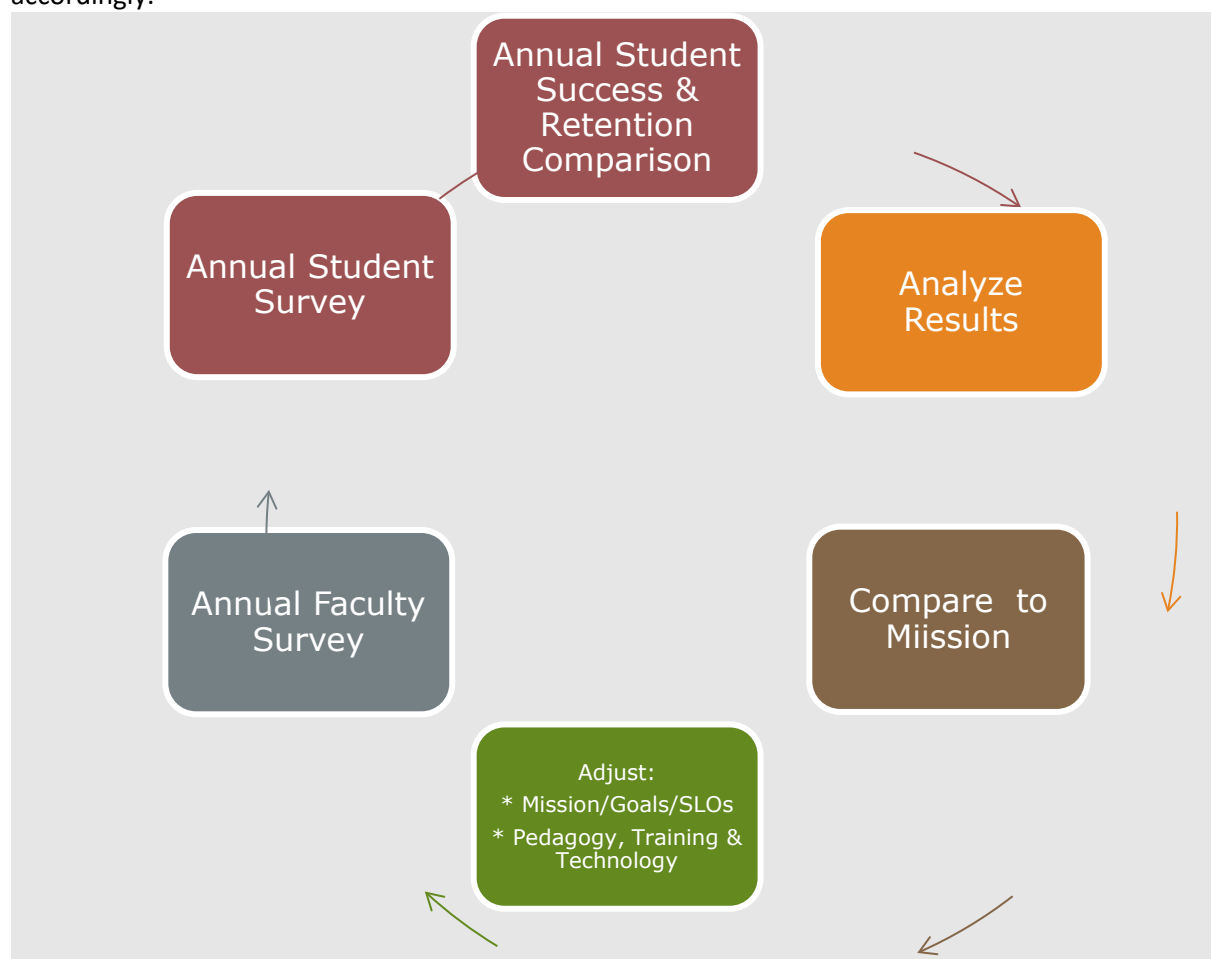 accordingly.
Annual Student
Success &
Retention
Comparison
Annual Student
Survey
Analyze
Results
Annual Faculty
Survey
Compare  to
Miission
Adjust:
* Mission/Goals/SLOs
* Pedagogy, Training &
Technology